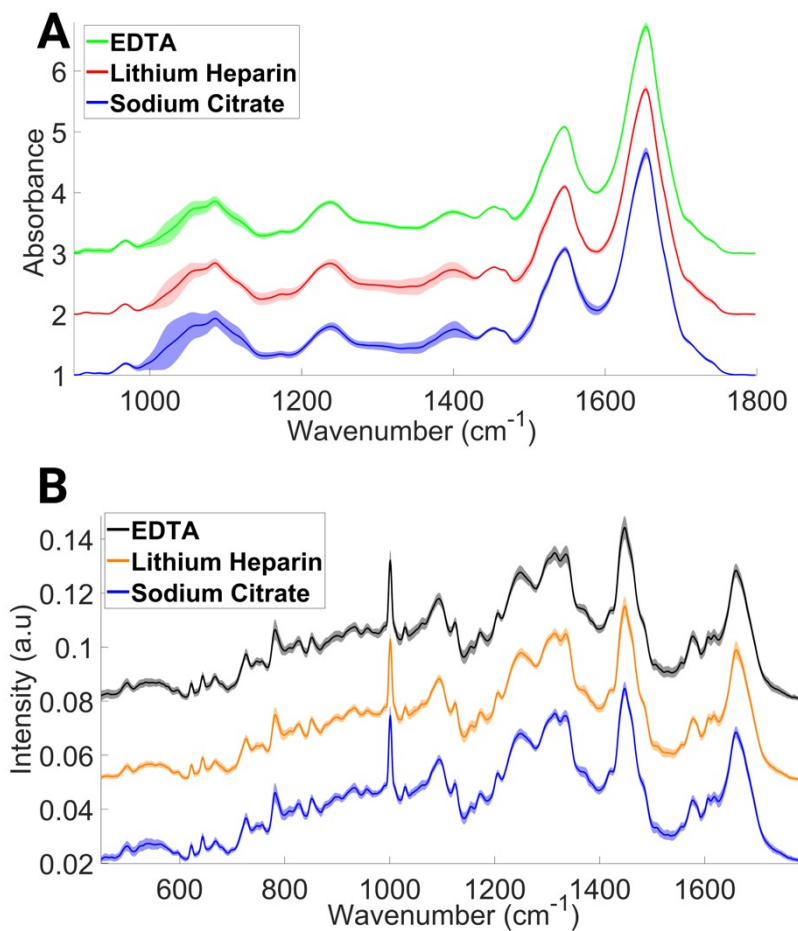 A
EDTA
Lithium Heparin
Sodium Citrate
Absorbance
6
5
4
3
2
1
1000 1200 1400 1600 1800
Wavenumber (cm-1)
B
EDTA
Lithium Heparin
Sodium Citrate
Intensity (a.u)
0.14
0.12
0.1
0.08
0.06
0.04
0.02
600 800 1000 1200 1400 1600
Wavenumber (cm-1)